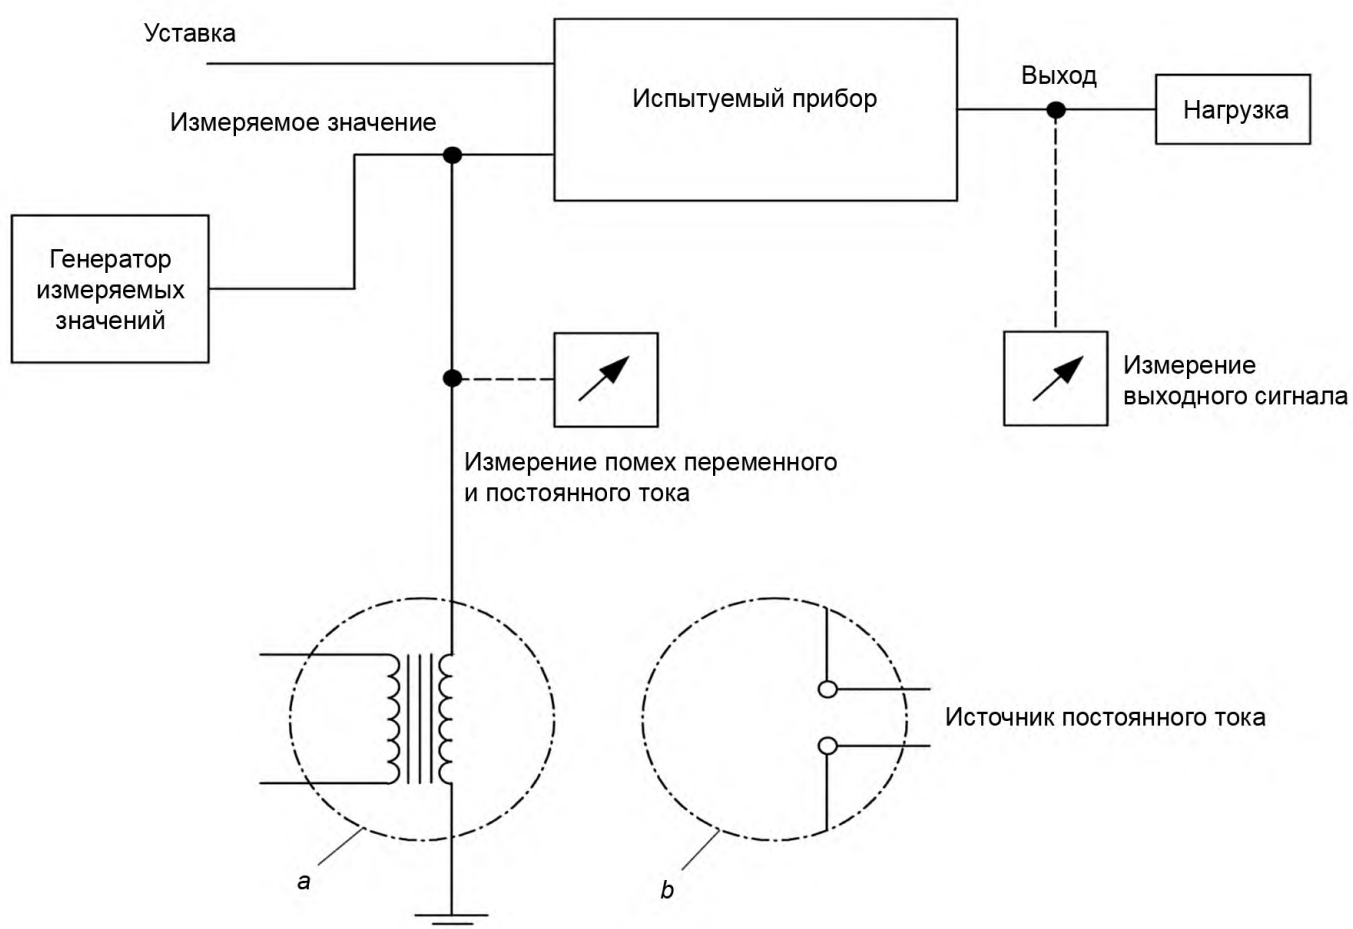 Уставка
Испытуемый прибор
Выход
Нагрузка
Измеряемое значение
Генератор
измеряемых
значений
Измерение
выходного сигнала
Измерение помех переменного
и постоянного тока
Источник постоянного тока
a
b